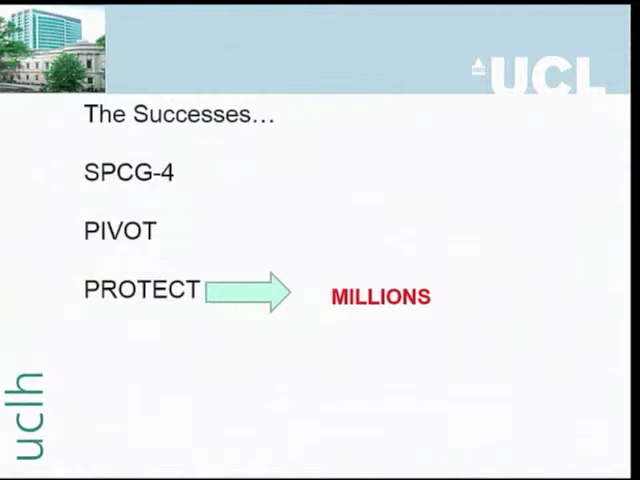 UCL
The Successes…
SPCG-4
PIVOT
PROTECT
MILLIONS
uclh